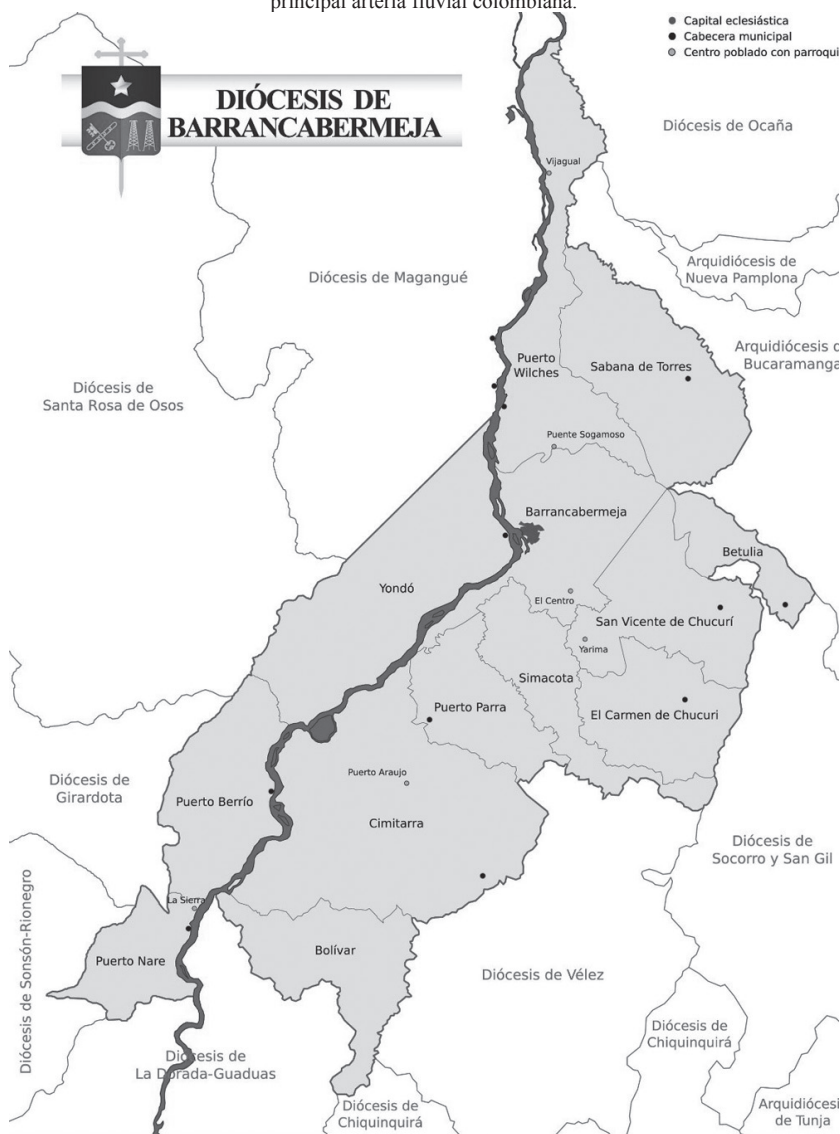 principal arteria fluvial colombiana.
Capital eclesiástica
Cabecera municipal
Centro poblado con parroqui
DIÓCESIS DE
BARRANCABERMEJA
Diócesis de Ocaña
Vijagual
Arquidiócesis de
Nueva Pamplona
Diócesis de Magangué
Arquidiócesis d
Bucaramanga
Puerto
Wilches
Sabana de Torres
Diócesis de
Santa Rosa de Osos
Puente Sogamoso
Barrancabermeja
Betulia
Yondó
El Centro
San Vicente de Chucurí
Yarima
Simacota
Puerto Parra
El Carmen de Chucuri
Diócesis de
Girardota
Puerto Araujo
Puerto Berrío
Cimitarra
Diócesis de
Socorro y San Gil
La Sierra
Diócesis de Sonsón-Rionegro
Puerto Nare
Bolívar
Diócesis de Vélez
Diócesis de
Chiquinquirá
Diócesis de
La Dorada-Guaduas
Diócesis de
Chiquinquirá
Arquidiócesi
de Tunja